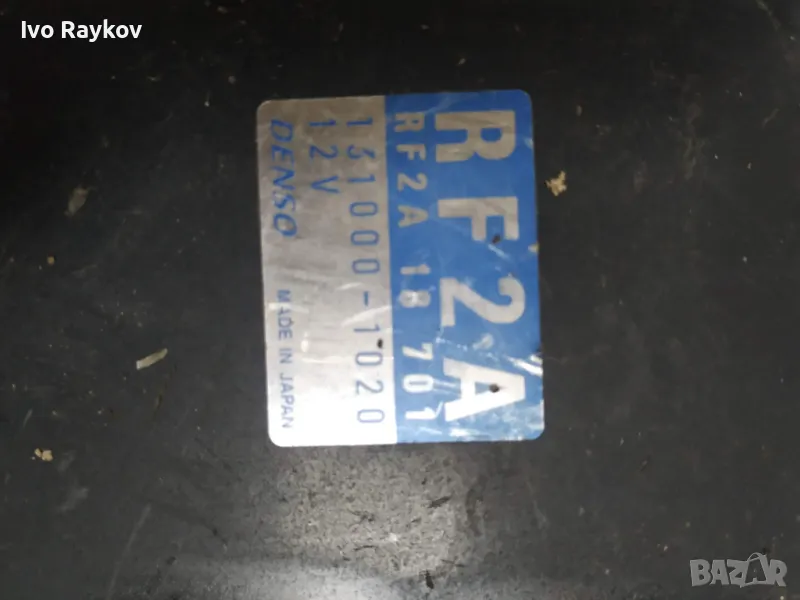 Ivo Raykov
RF2A
RF2A 18 701
131000-1020
12V
DENSO MADE IN JAPAN
BAZAR